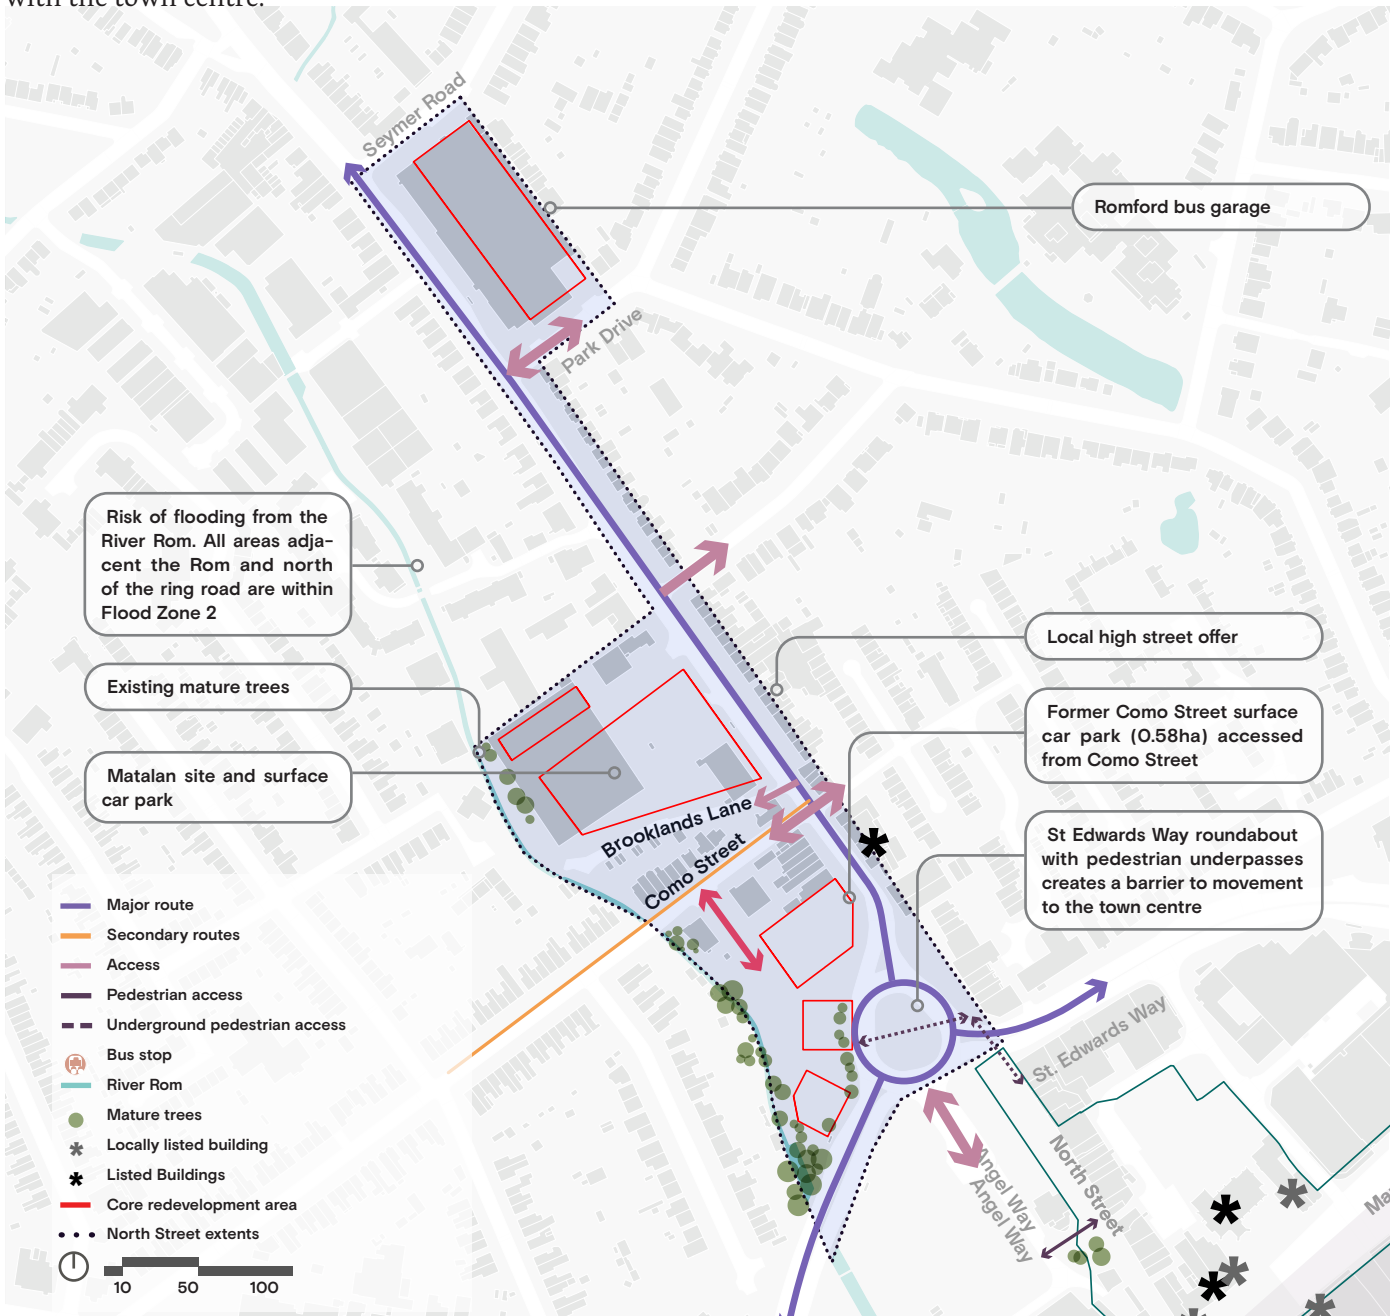 with the town centre.
Seymer Road
Romford bus garage
Park Drive
Risk of flooding from the
River Rom. All areas adja-
cent the Rom and north
of the ring road are within
Flood Zone 2
Local high street offer
Existing mature trees
Former Como Street surface
car park (0.58ha) accessed
from Como Street
Matalan site and surface
car park
Brooklands Lane
Como Street
St Edwards Way roundabout
with pedestrian underpasses
creates a barrier to movement
to the town centre
Major route
Secondary routes
Access
Pedestrian access
Underground pedestrian access
Bus stop
River Rom
Mature trees
Locally listed building
Listed Buildings
Core redevelopment area
North Street extents
10 50 100
St. Edwards Way
North Street
Angel Way
Angel Way
Ma